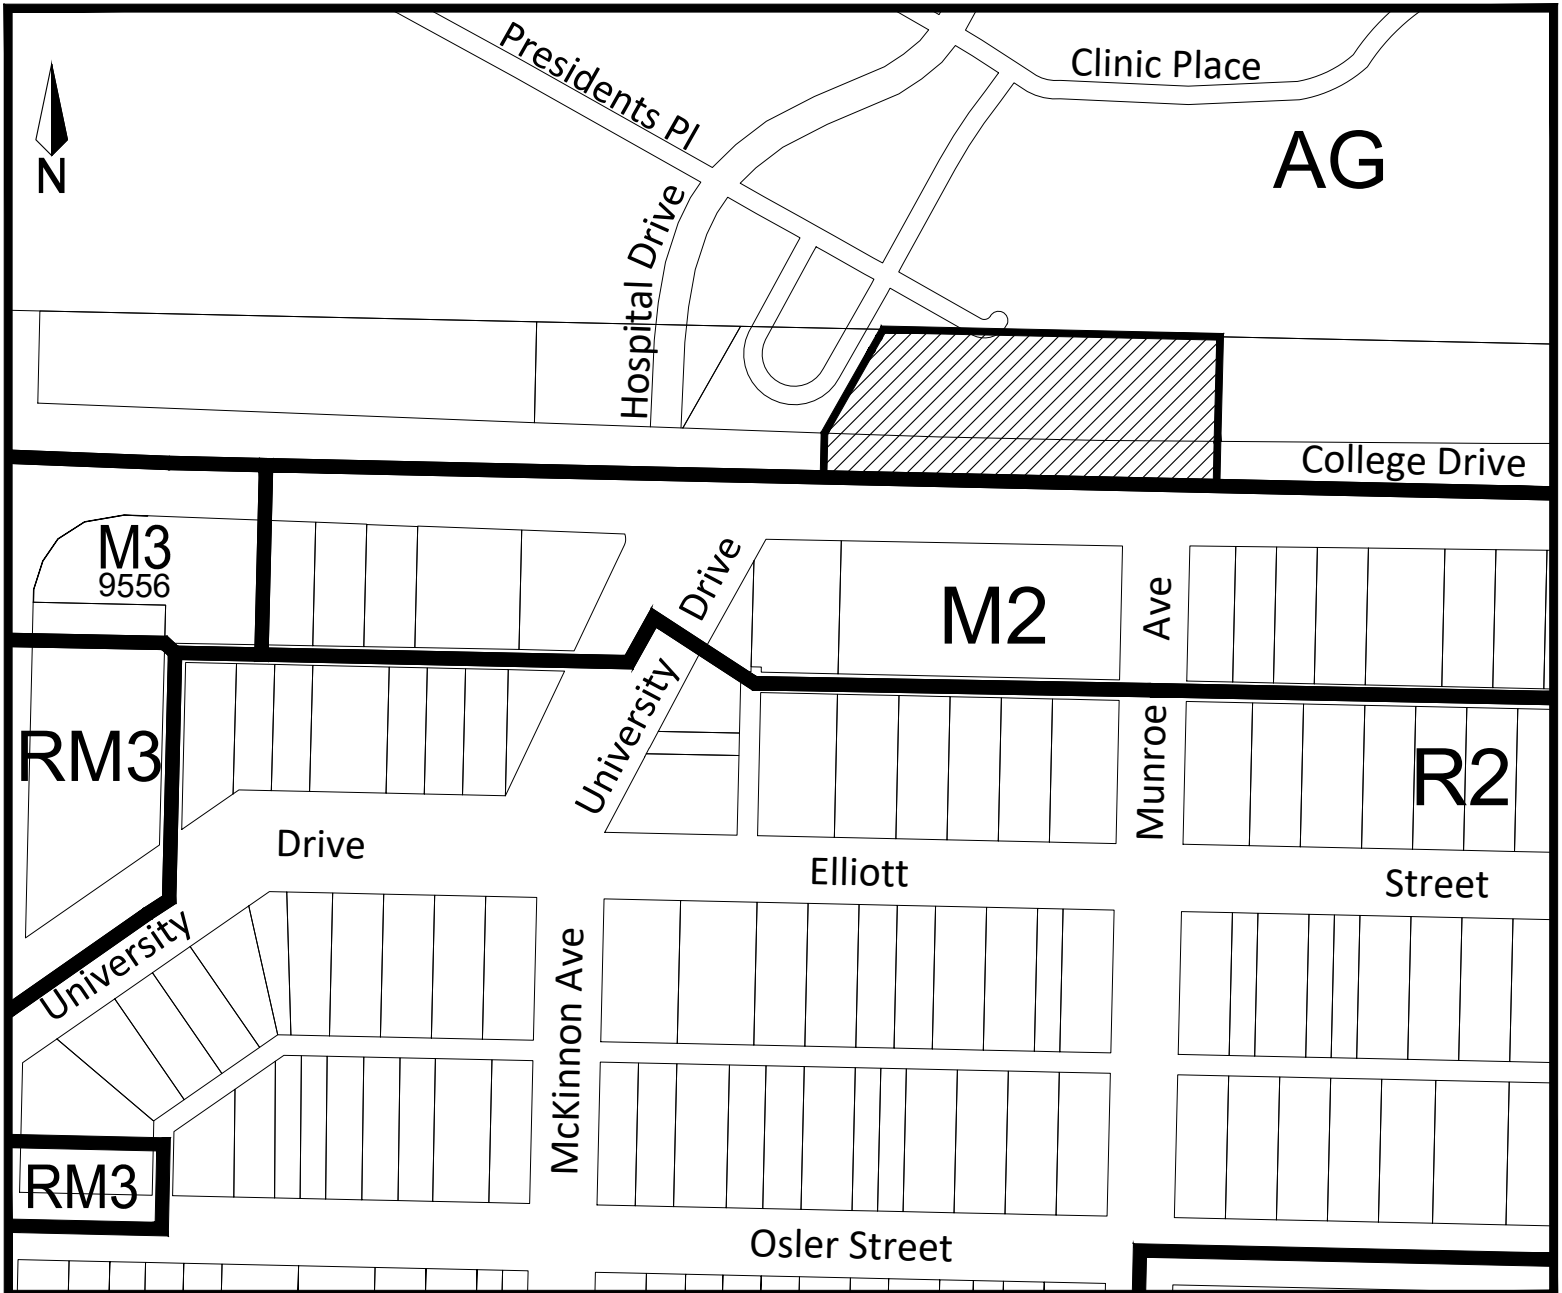 Presidents Pl
Clinic Place
AG
N
Hospital Drive
College Drive
M3
9556
University Drive
M2
Munroe Ave
RM3
R2
University Drive
Elliott Street
McKinnon Ave
RM3
Osler Street